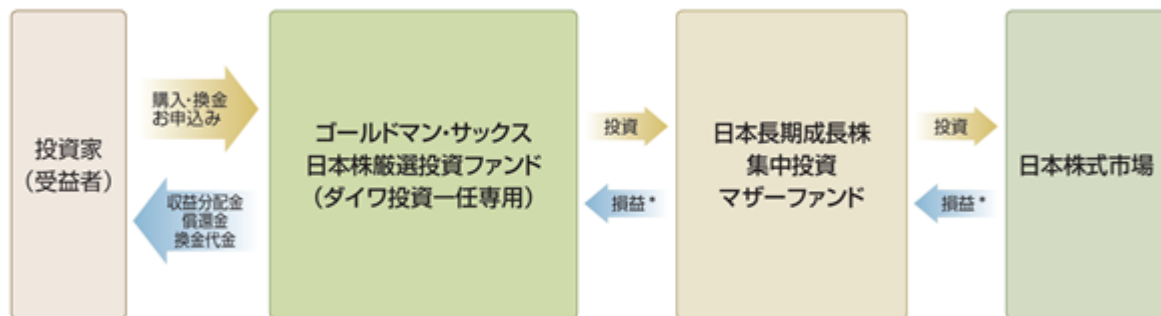 投資家
（受益者）
購入・換金
お申込み
収益分配金
償還金
換金代金
ゴールドマン・サックス
日本株厳選投資ファンド
（ダイワ投資一任専用）
投資
損益*
日本長期成長株
集中投資
マザーファンド
投資
損益*
日本株式市場